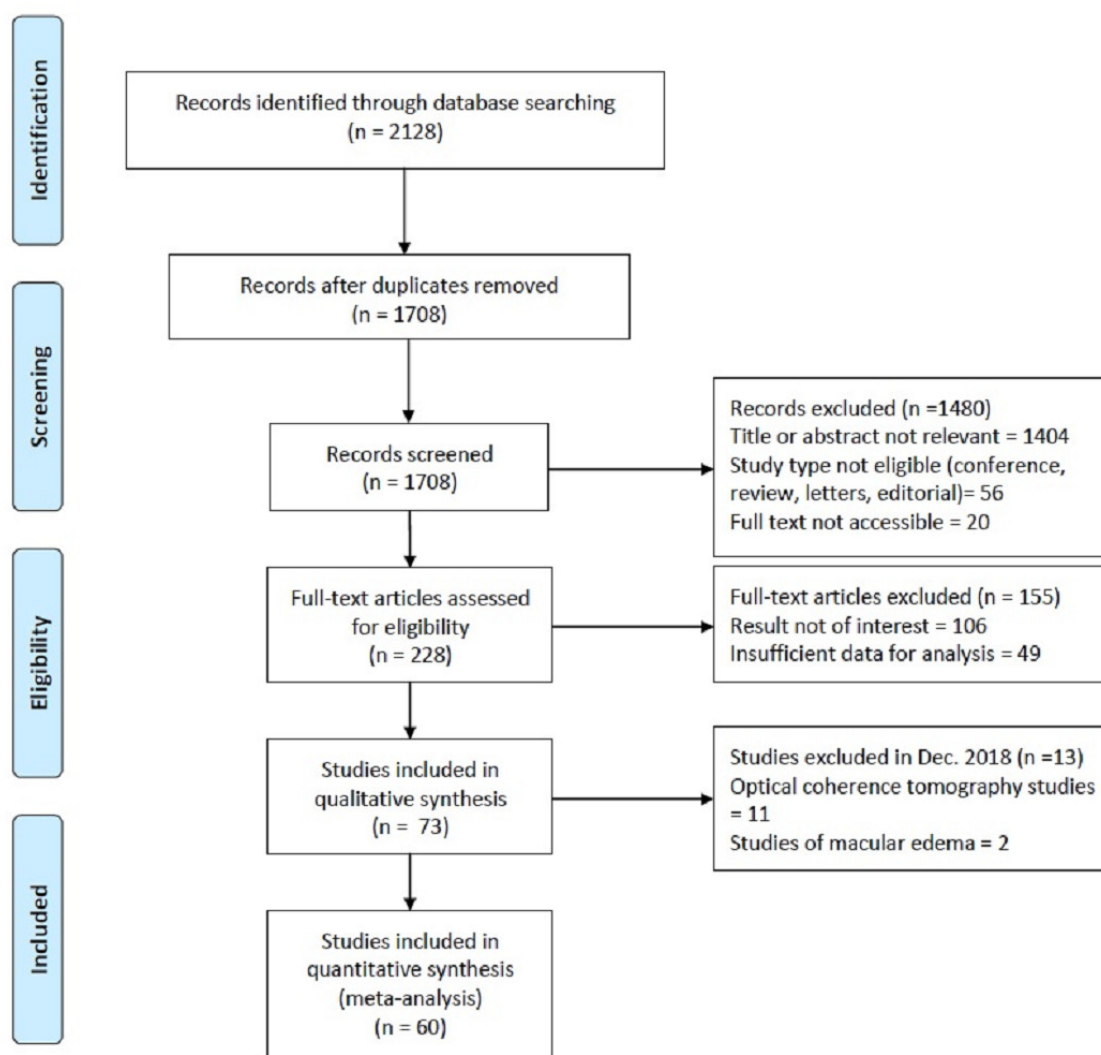 Identification
Records identified through database searching
(n = 2128)
Records after duplicates removed
(n = 1708)
Screening
Records screened
(n = 1708)
Records excluded (n =1480)
Title or abstract not relevant = 1404
Study type not eligible (conference,
review, letters, editorial)= 56
Full text not accessible = 20
Eligibility
Full-text articles assessed
for eligibility
(n = 228)
Full-text articles excluded (n = 155)
Result not of interest = 106
Insufficient data for analysis = 49
Studies included in
qualitative synthesis
(n = 73)
Studies excluded in Dec. 2018 (n =13)
Optical coherence tomography studies
= 11
Studies of macular edema = 2
Included
Studies included in
quantitative synthesis
(meta-analysis)
(n = 60)